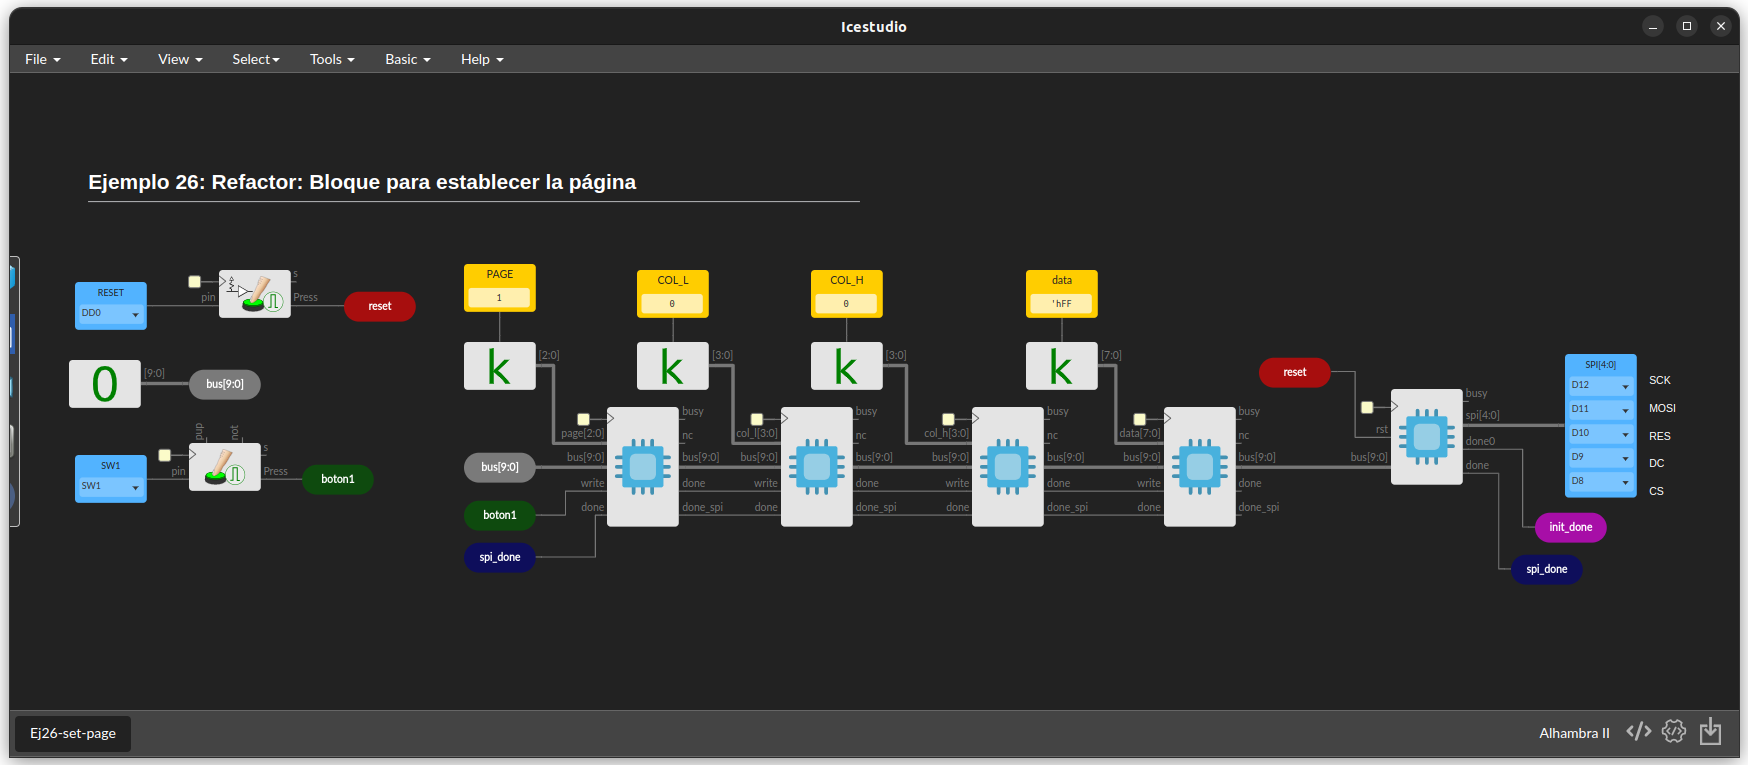 Icestudio
File Edit View Select Tools Basic Help
Ejemplo 26: Refactor: Bloque para establecer la página
RESET
DD0
pin
s
Press
reset
0
[9:0]
bus[9:0]
SW1
SW1
pin
pup
not
s
Press
boton1
PAGE
1
k
[2:0]
COL_L
0
k
[3:0]
COL_H
0
k
[3:0]
data
'hFF
k
[7:0]
bus[9:0]
boton1
spi_done
page[2:0]
bus[9:0]
write
done
busy
nc
bus[9:0]
done
done_spi
col_l[3:0]
bus[9:0]
write
done
busy
nc
bus[9:0]
done
done_spi
col_h[3:0]
bus[9:0]
write
done
busy
nc
bus[9:0]
done
done_spi
data[7:0]
bus[9:0]
write
done
busy
nc
bus[9:0]
done
done_spi
reset
rst
bus[9:0]
busy
spi[4:0]
done0
done
SPI[4:0]
D12
D11
D10
D9
D8
SCK
MOSI
RES
DC
CS
init_done
spi_done
Ej26-set-page
Alhambra II